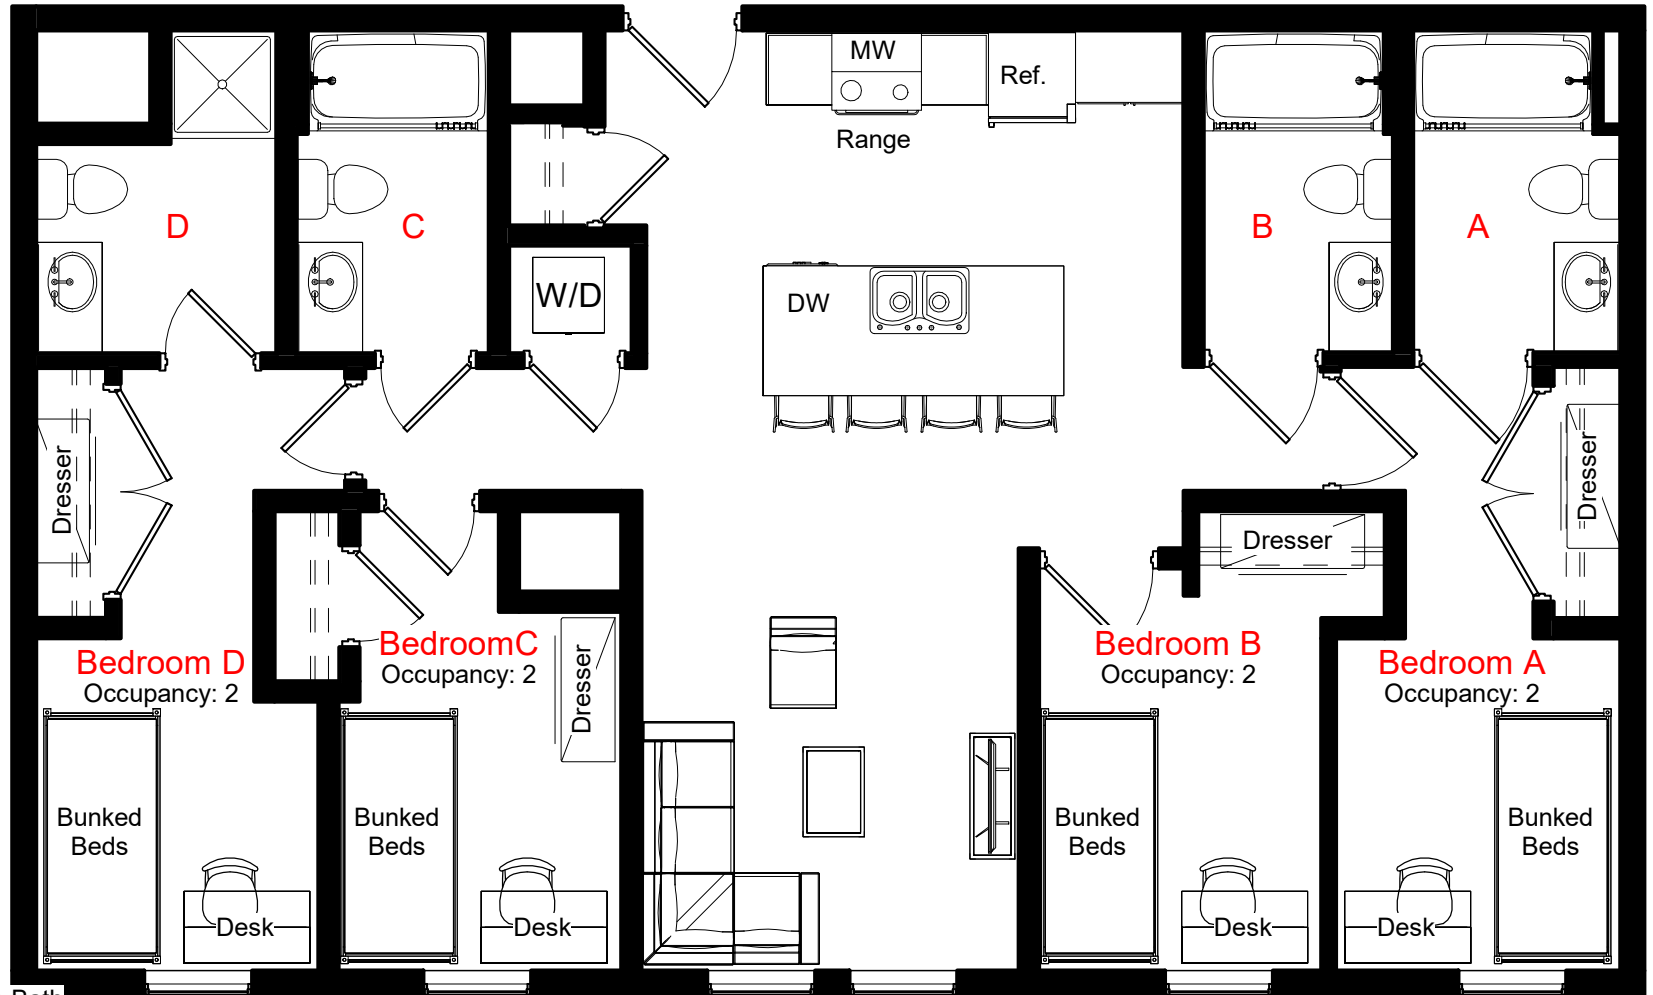 MW
Ref.
Range
D
C
B
A
W/D
DW
Dresser
Dresser
Dresser
Dresser
Bedroom D
Occupancy: 2
BedroomC
Occupancy: 2
Bedroom B
Occupancy: 2
Bedroom A
Occupancy: 2
Bunked
Beds
Bunked
Beds
Bunked
Beds
Bunked
Beds
Desk
Desk
Desk
Desk